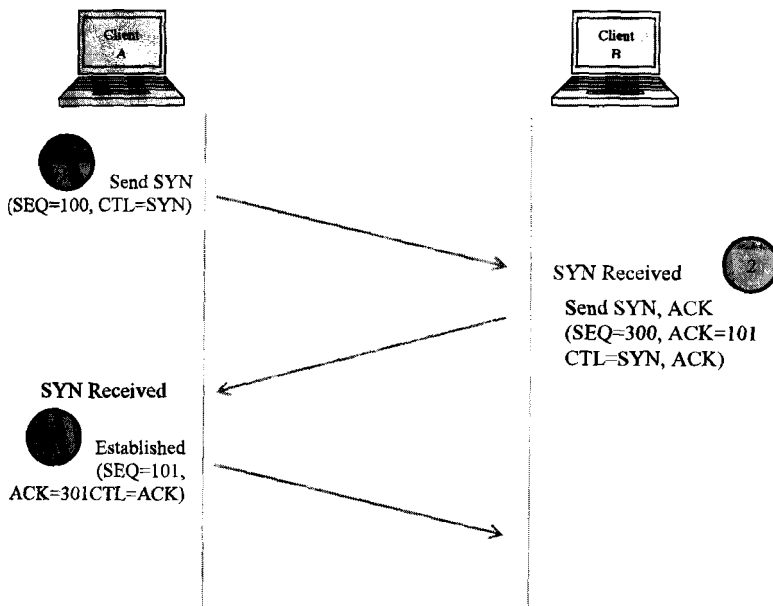 Client
A
Client
B
Send SYN
(SEQ=100, CTL=SYN)
SYN Received
2
Send SYN, ACK
(SEQ=300, ACK=101
CTL=SYN, ACK)
SYN Received
Established
(SEQ=101,
ACK=301CTL=ACK)